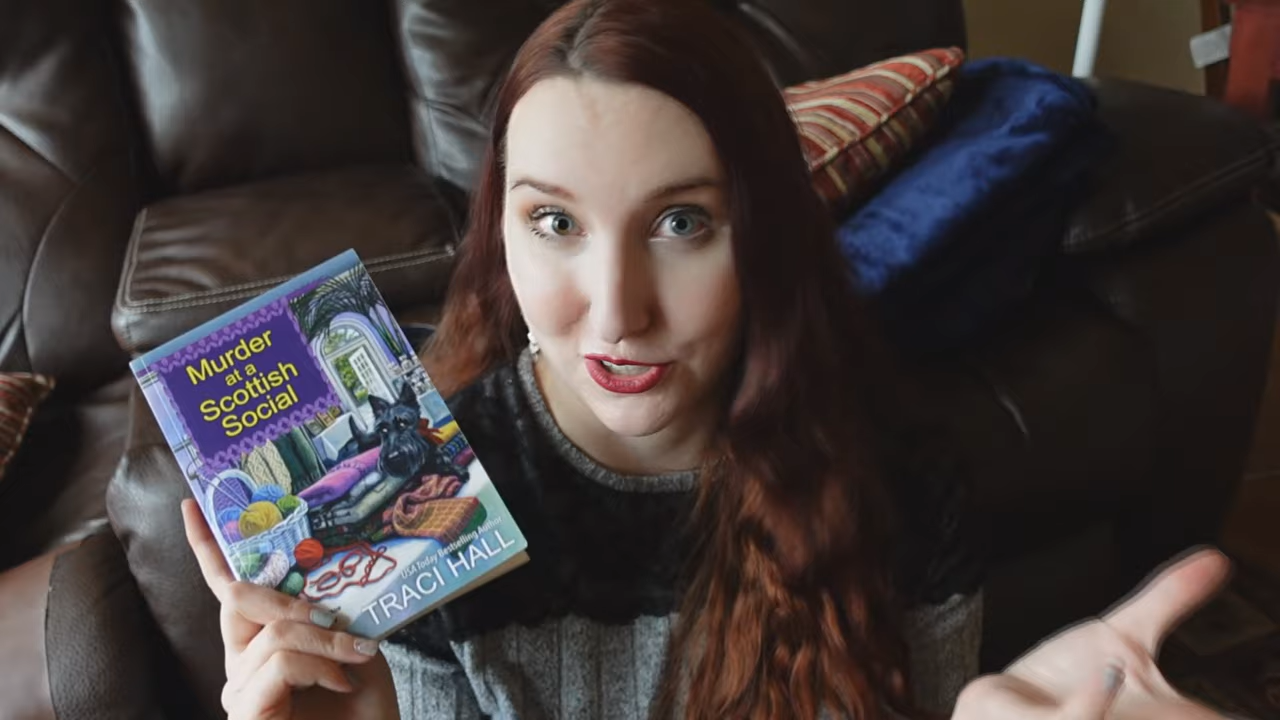 Murder
at a
Scottish
Social
USA Today Bestselling Author
TRACI HALL